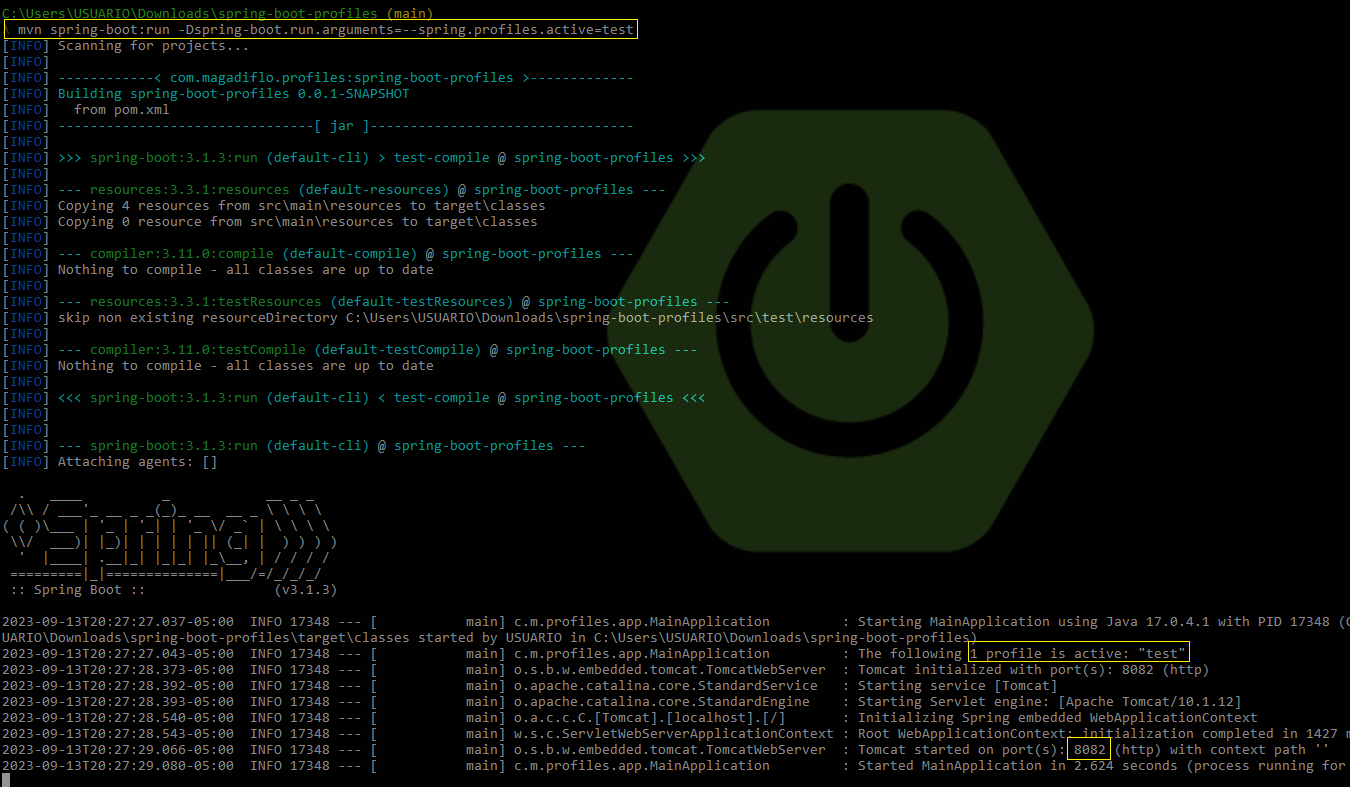 C:\Users\USUARIO\Downloads\spring-boot-profiles (main)
\ mvn spring-boot:run -Dspring-boot.run.arguments=--spring.profiles.active=test
[INFO] Scanning for projects...
[INFO]
[INFO] ------------< com.magadiflo.profiles:spring-boot-profiles >-------------
[INFO] Building spring-boot-profiles 0.0.1-SNAPSHOT
[INFO]   from pom.xml
[INFO] --------------------------------[ jar ]---------------------------------
[INFO]
[INFO] >>> spring-boot:3.1.3:run (default-cli) > test-compile @ spring-boot-profiles >>>
[INFO]
[INFO] --- resources:3.3.1:resources (default-resources) @ spring-boot-profiles ---
[INFO] Copying 4 resources from src\main\resources to target\classes
[INFO] Copying 0 resource from src\main\resources to target\classes
[INFO]
[INFO] --- compiler:3.11.0:compile (default-compile) @ spring-boot-profiles ---
[INFO] Nothing to compile - all classes are up to date
[INFO]
[INFO] --- resources:3.3.1:testResources (default-testResources) @ spring-boot-profiles ---
[INFO] skip non existing resourceDirectory C:\Users\USUARIO\Downloads\spring-boot-profiles\src\test\resources
[INFO]
[INFO] --- compiler:3.11.0:testCompile (default-testCompile) @ spring-boot-profiles ---
[INFO] Nothing to compile - all classes are up to date
[INFO]
[INFO] <<< spring-boot:3.1.3:run (default-cli) < test-compile @ spring-boot-profiles <<<
[INFO]
[INFO]
[INFO] --- spring-boot:3.1.3:run (default-cli) @ spring-boot-profiles ---
[INFO] Attaching agents: []
  .   ____          _            __ _ _
 /\\ / ___'_ __ _ _(_)_ __  __ _ \ \ \ \
( ( )\___ | '_ | '_| | '_ \/ _` | \ \ \ \
 \\/  ___)| |_)| | | | | || (_| |  ) ) ) )
  '  |____| .__|_| |_|_| |_\__, | / / / /
 =========|_|==============|___/=/_/_/_/
 :: Spring Boot ::                (v3.1.3)
2023-09-13T20:27:27.037-05:00  INFO 17348 --- [           main] c.m.profiles.app.MainApplication         : Starting MainApplication using Java 17.0.4.1 with PID 17348 (C
UARIO\Downloads\spring-boot-profiles\target\classes started by USUARIO in C:\Users\USUARIO\Downloads\spring-boot-profiles)
2023-09-13T20:27:27.043-05:00  INFO 17348 --- [           main] c.m.profiles.app.MainApplication         : The following 1 profile is active: "test"
2023-09-13T20:27:28.373-05:00  INFO 17348 --- [           main] o.s.b.w.embedded.tomcat.TomcatWebServer  : Tomcat initialized with port(s): 8082 (http)
2023-09-13T20:27:28.392-05:00  INFO 17348 --- [           main] o.apache.catalina.core.StandardService   : Starting service [Tomcat]
2023-09-13T20:27:28.393-05:00  INFO 17348 --- [           main] o.apache.catalina.core.StandardEngine    : Starting Servlet engine: [Apache Tomcat/10.1.12]
2023-09-13T20:27:28.540-05:00  INFO 17348 --- [           main] o.a.c.c.C.[Tomcat].[localhost].[/]       : Initializing Spring embedded WebApplicationContext
2023-09-13T20:27:28.543-05:00  INFO 17348 --- [           main] w.s.c.ServletWebServerApplicationContext : Root WebApplicationContext: initialization completed in 1427 m
2023-09-13T20:27:29.066-05:00  INFO 17348 --- [           main] o.s.b.w.embedded.tomcat.TomcatWebServer  : Tomcat started on port(s): 8082 (http) with context path ''
2023-09-13T20:27:29.080-05:00  INFO 17348 --- [           main] c.m.profiles.app.MainApplication         : Started MainApplication in 2.624 seconds (process running for